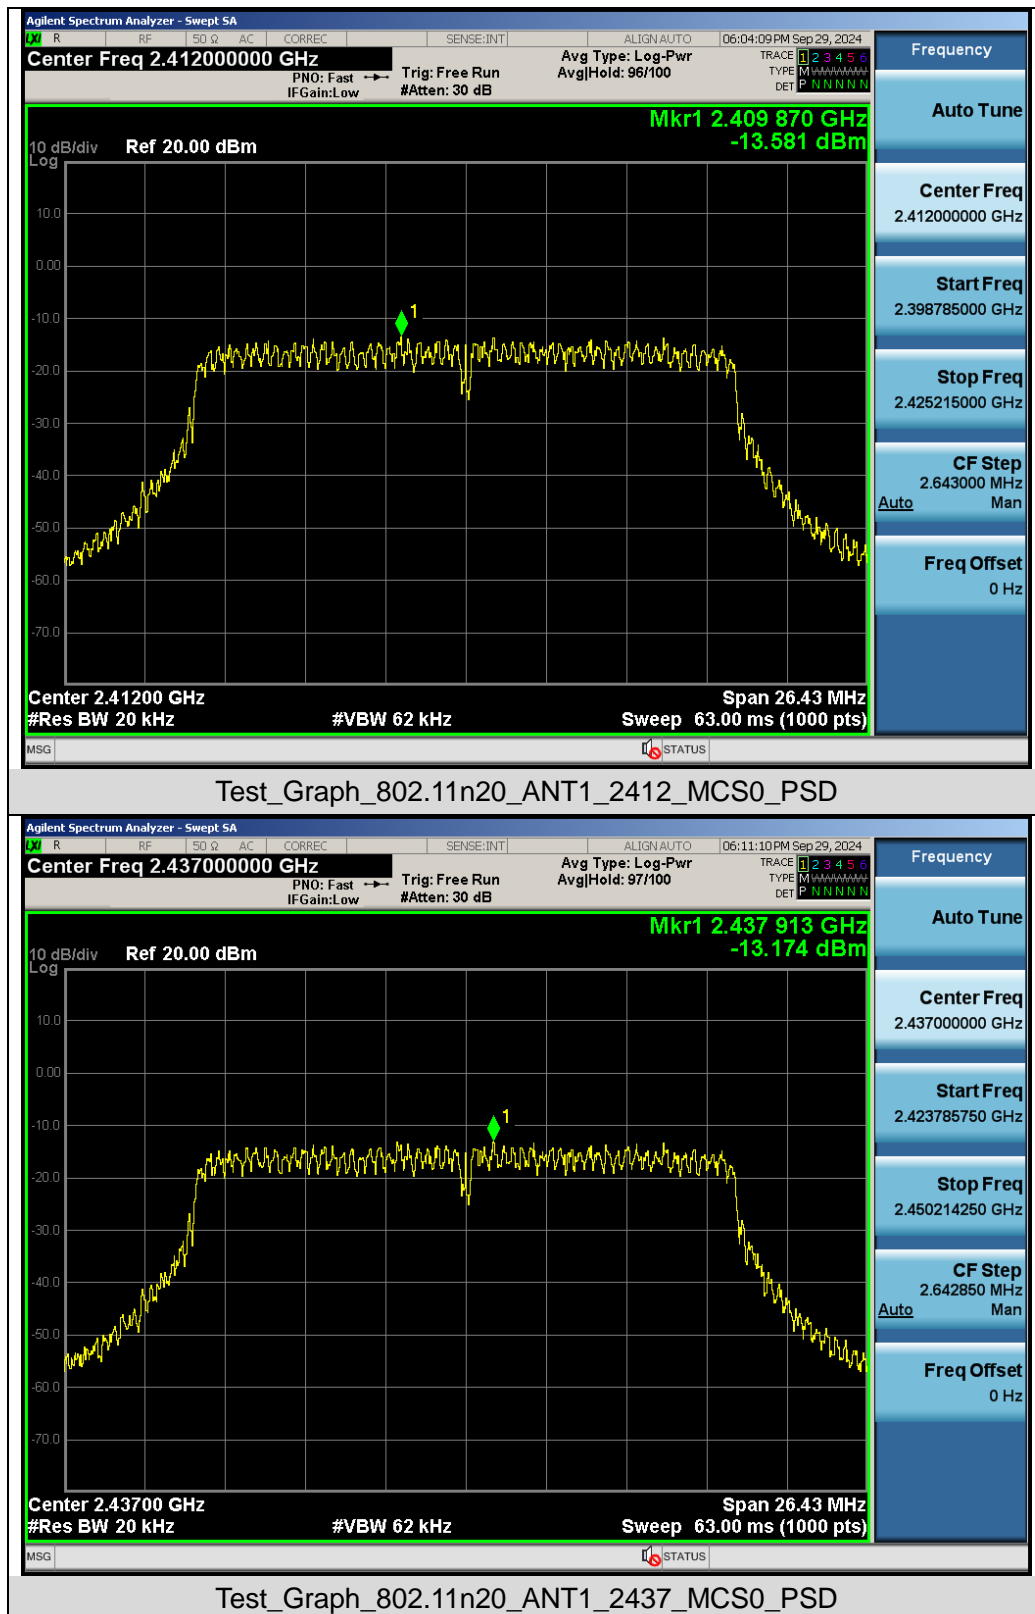 Agilent Spectrum Analyzer - Swept SA
LXI R RF 50 Ω AC CORREC SENSE:INT ALIGN AUTO 06:04:09 PM Sep 29, 2024
Center Freq 2.412000000 GHz
PNO: Fast
IFGain:Low
Trig: Free Run
#Atten: 30 dB
Avg Type: Log-Pwr
Avg|Hold: 96/100
TRACE 1 2 3 4 5 6
TYPE M
DET P N N N N N
Mkr1 2.409 870 GHz
-13.581 dBm
10 dB/div
Log
Ref 20.00 dBm
10.0
0.00
-10.0
-20.0
-30.0
-40.0
-50.0
-60.0
-70.0
1
Center 2.41200 GHz
Span 26.43 MHz
#Res BW 20 kHz
#VBW 62 kHz
Sweep 63.00 ms (1000 pts)
MSG
STATUS
Frequency
Auto Tune
Center Freq
2.412000000 GHz
Start Freq
2.398785000 GHz
Stop Freq
2.425215000 GHz
CF Step
2.643000 MHz
Auto Man
Freq Offset
0 Hz
Test_Graph_802.11n20_ANT1_2412_MCS0_PSD
Agilent Spectrum Analyzer - Swept SA
LXI R RF 50 Ω AC CORREC SENSE:INT ALIGN AUTO 06:11:10 PM Sep 29, 2024
Center Freq 2.437000000 GHz
PNO: Fast
IFGain:Low
Trig: Free Run
#Atten: 30 dB
Avg Type: Log-Pwr
Avg|Hold: 97/100
TRACE 1 2 3 4 5 6
TYPE M
DET P N N N N N
Mkr1 2.437 913 GHz
-13.174 dBm
10 dB/div
Log
Ref 20.00 dBm
10.0
0.00
-10.0
-20.0
-30.0
-40.0
-50.0
-60.0
-70.0
1
Center 2.43700 GHz
Span 26.43 MHz
#Res BW 20 kHz
#VBW 62 kHz
Sweep 63.00 ms (1000 pts)
MSG
STATUS
Frequency
Auto Tune
Center Freq
2.437000000 GHz
Start Freq
2.423785750 GHz
Stop Freq
2.450214250 GHz
CF Step
2.642850 MHz
Auto Man
Freq Offset
0 Hz
Test_Graph_802.11n20_ANT1_2437_MCS0_PSD